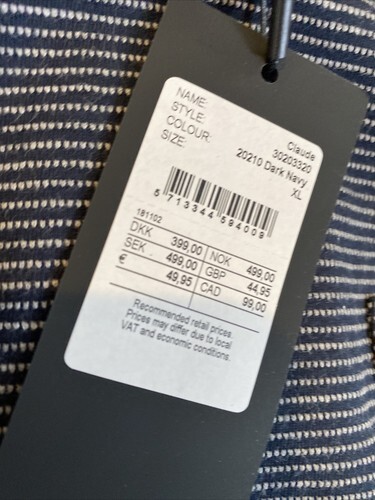 NAME: Claude
STYLE: 30203320
COLOUR: 20210 Dark Navy
SIZE: XL
5 713344 594009
181102
DKK 399,00 NOK 499,00
SEK. 499,00 GBP 44,95
€ 49,95 CAD 99,00
Recommended retail prices.
Prices may differ due to local
VAT and economic conditions.